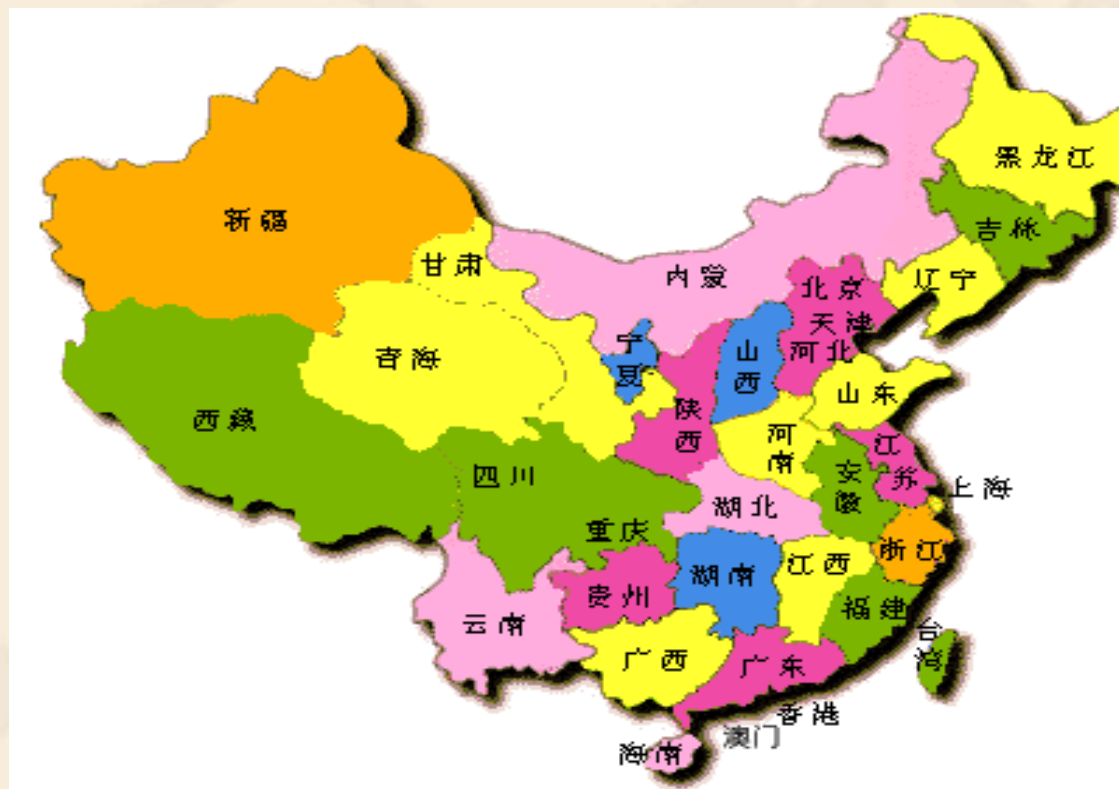 黑龙江
吉林
辽宁
新疆
甘肃
内蒙
北京
天津
河北
宁夏
山西
山东
青海
陕西
河南
江苏
西藏
四川
安徽
上海
湖北
重庆
浙江
江西
湖南
贵州
福建
云南
台湾
广西
广东
香港
澳门
海南